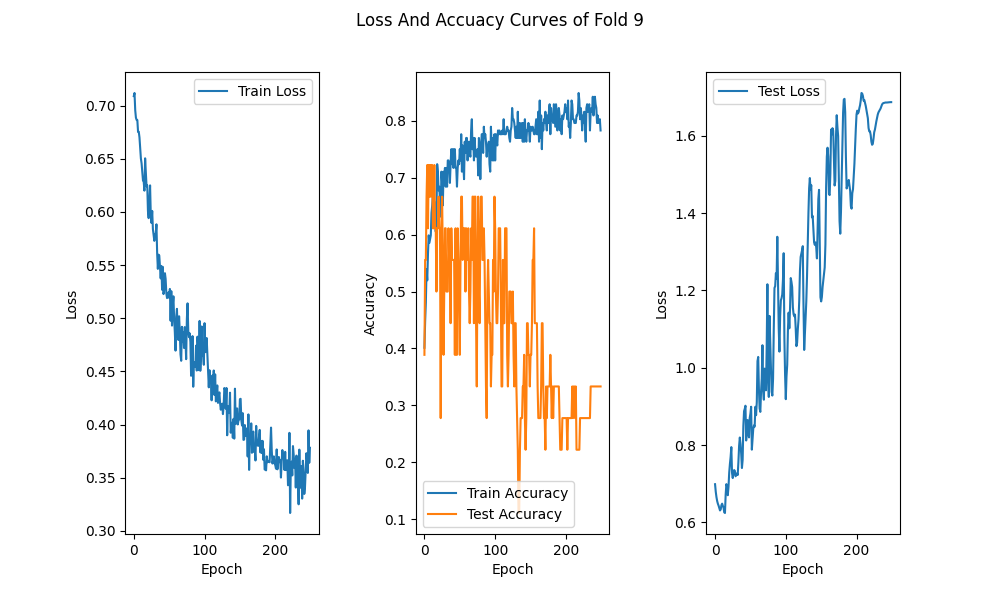 Loss And Accuacy Curves of Fold 9
Train Loss
0.70
0.65
0.60
0.55
0.50
0.45
0.40
0.35
0.30
Loss
0
100
200
Epoch
0.8
0.7
0.6
0.5
0.4
0.3
0.2
0.1
Accuracy
Train Accuracy
Test Accuracy
0
100
200
Epoch
Test Loss
1.6
1.4
1.2
1.0
0.8
0.6
Loss
0
100
200
Epoch